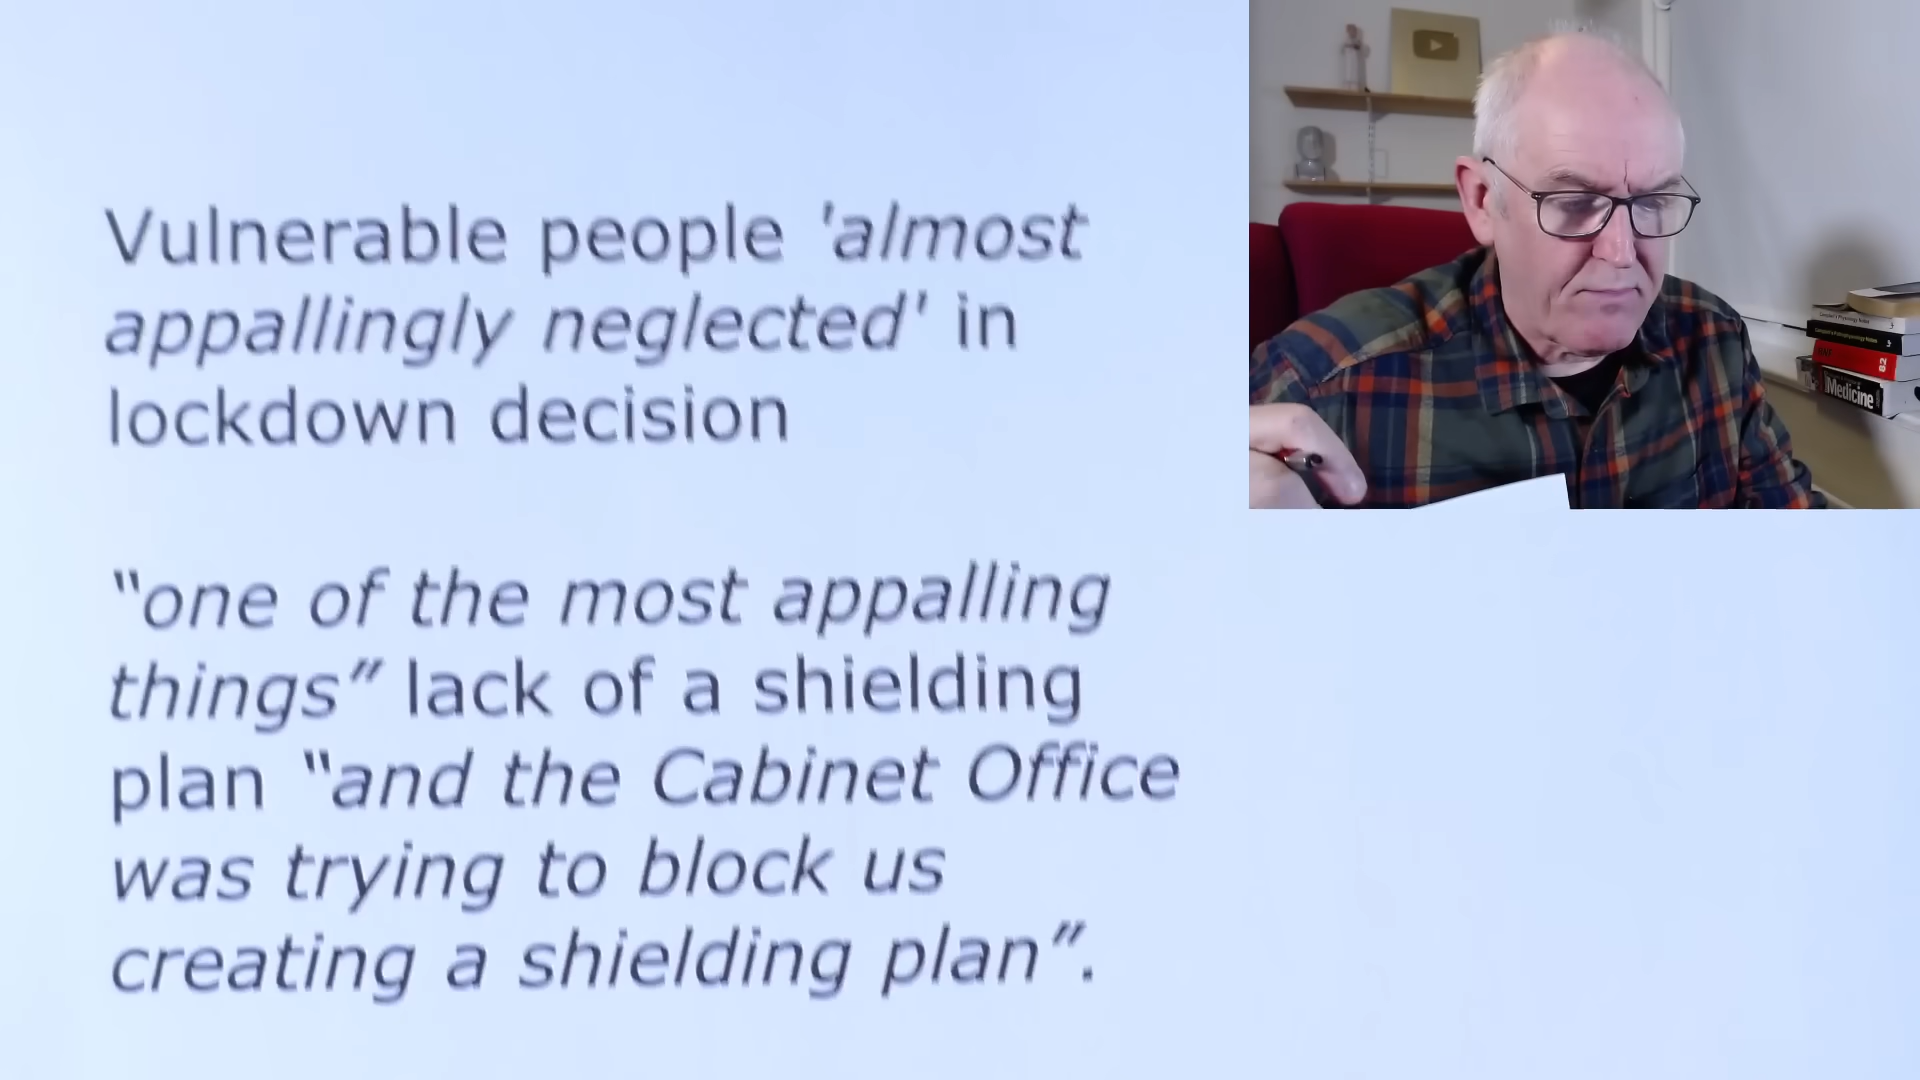 Vulnerable people 'almost
appallingly neglected' in
lockdown decision
“one of the most appalling
things” lack of a shielding
plan “and the Cabinet Office
was trying to block us
creating a shielding plan”.
Medicine